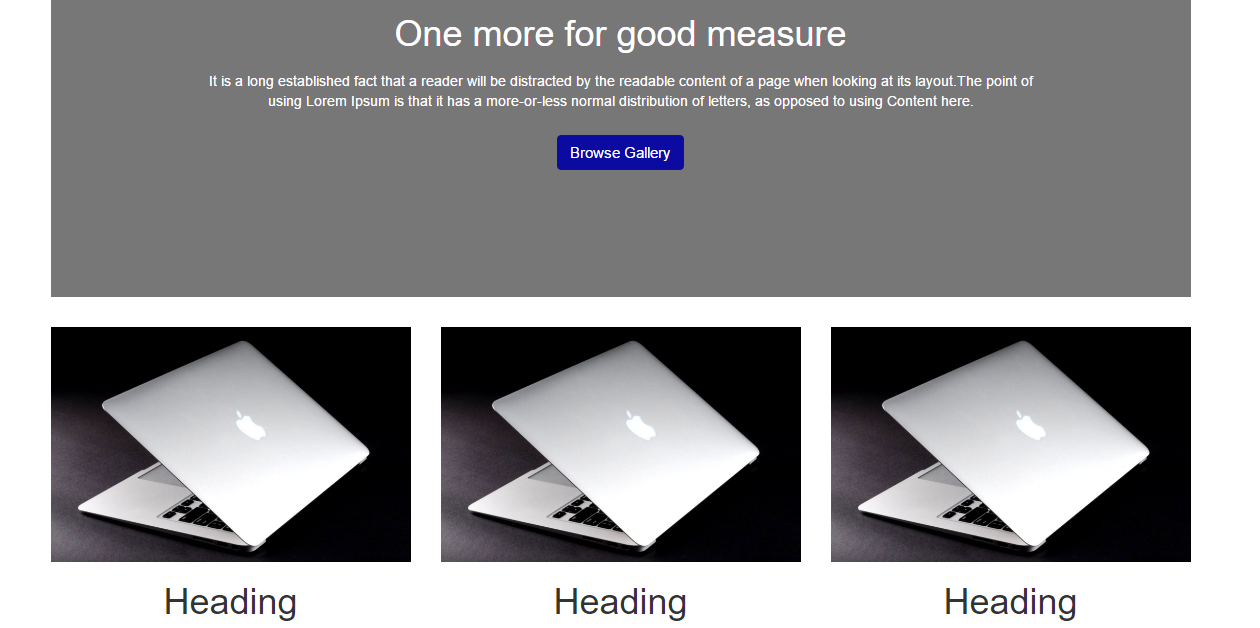 One more for good measure
It is a long established fact that a reader will be distracted by the readable content of a page when looking at its layout.The point of
using Lorem Ipsum is that it has a more-or-less normal distribution of letters, as opposed to using Content here.
Browse Gallery
Heading
Heading
Heading